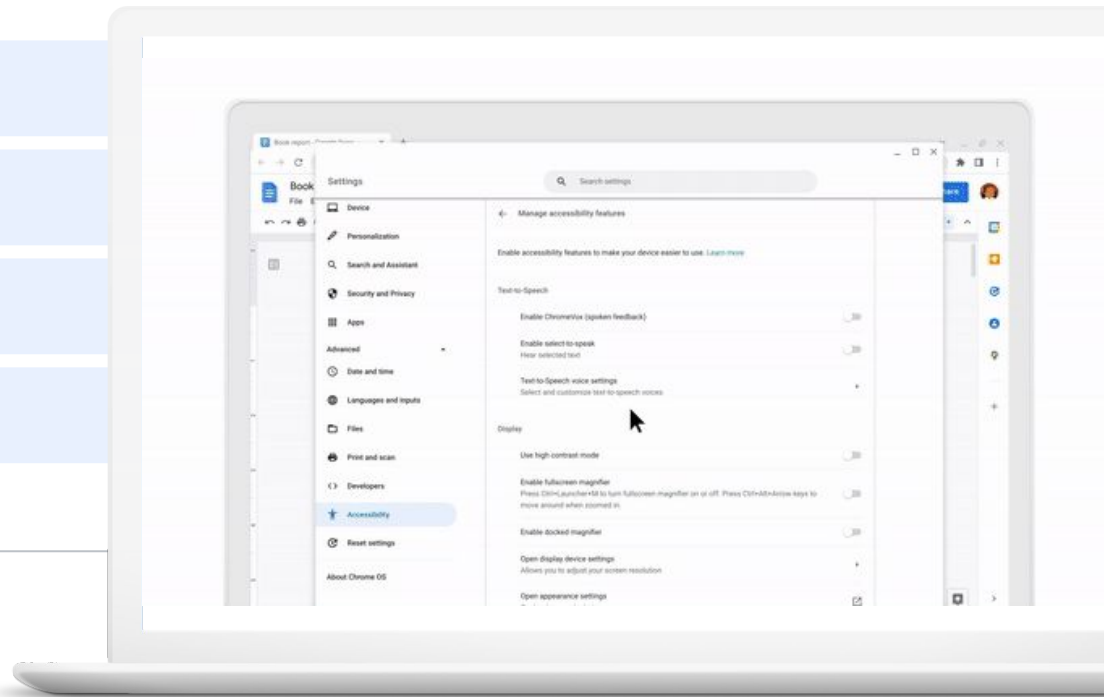 Book report
Book
File
Settings
Search settings
Device
Personalization
Search and Assistant
Security and Privacy
Apps
Advanced
Date and time
Languages and inputs
Files
Print and scan
Developers
Accessibility
Reset settings
About Chrome OS
Manage accessibility features
Enable accessibility features to make your device easier to use. Learn more
Text-to-Speech
Enable ChromeVox (spoken feedback)
Enable select-to-speak
Hear selected text
Text-to-Speech voice settings
Select and customize text-to-speech voices
Display
Use high contrast mode
Enable fullscreen magnifier
Press Ctrl+Launcher+M to turn fullscreen magnifier on or off. Press Ctrl+Alt+Arrow keys to
move around when zoomed in.
Enable docked magnifier
Open display device settings
Allows you to adjust your screen resolution
Open appearance settings